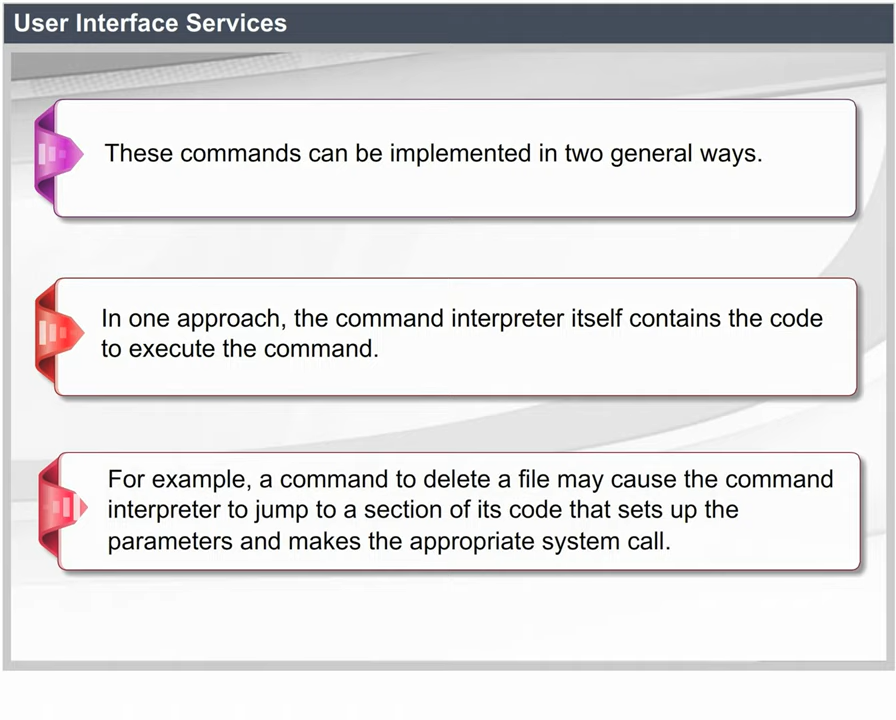 User Interface Services
These commands can be implemented in two general ways.
In one approach, the command interpreter itself contains the code
to execute the command.
For example, a command to delete a file may cause the command
interpreter to jump to a section of its code that sets up the
parameters and makes the appropriate system call.